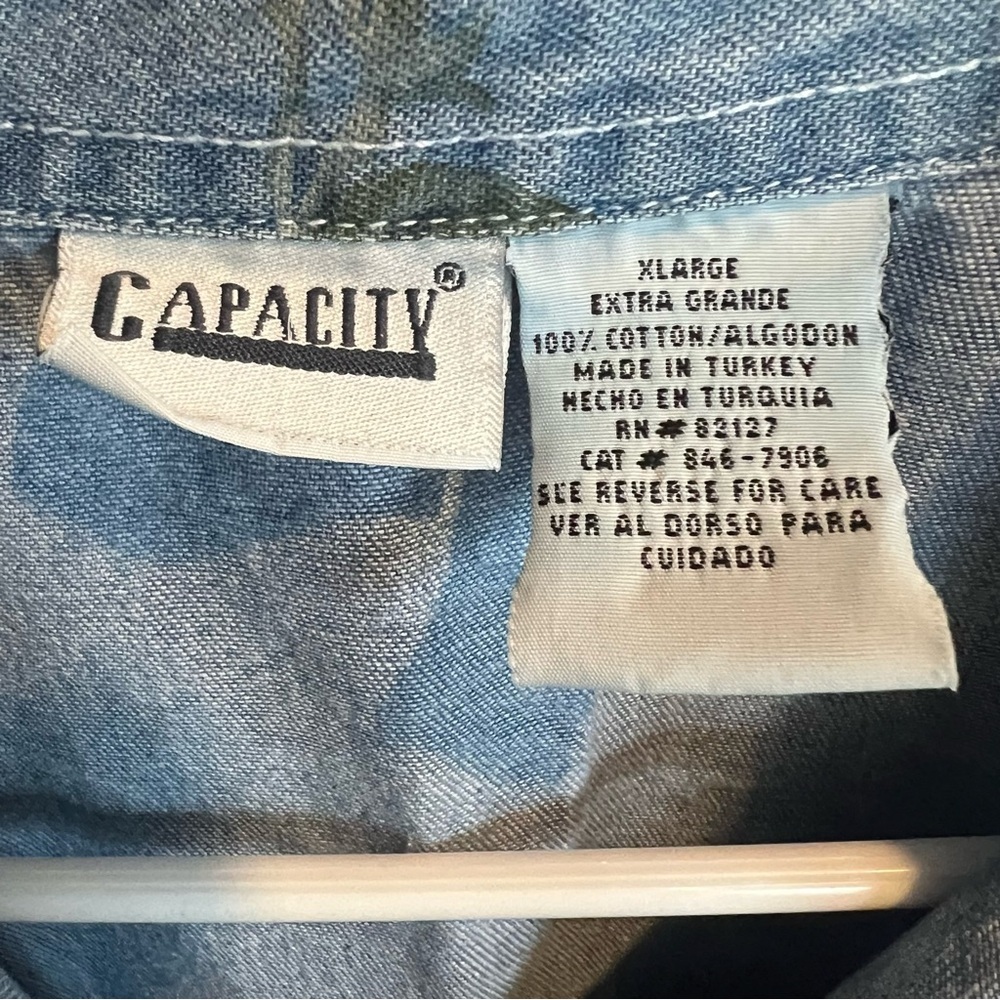 CAPACITY®
XLARGE
EXTRA GRANDE
100% COTTON/ALGODON
MADE IN TURKEY
HECHO EN TURQUIA
RN# 82127
CAT # 846-7906
SEE REVERSE FOR CARE
VER AL DORSO PARA
CUIDADO